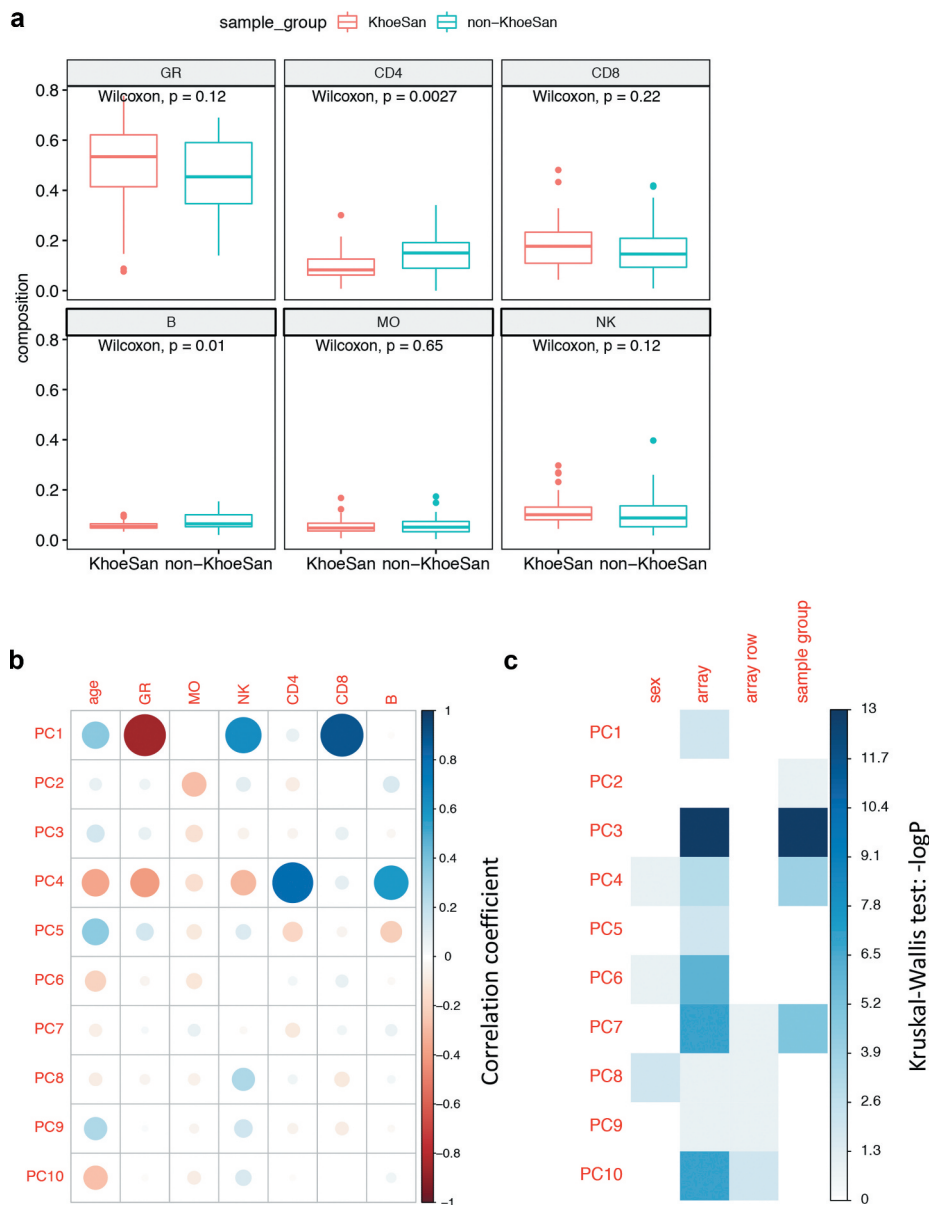 a
sample_group KhoeSan non−KhoeSan
GR CD4 CD8
Wilcoxon, p = 0.12 Wilcoxon, p = 0.0027 Wilcoxon, p = 0.22
0.8
0.6
0.4
0.2
0.0
composition
B MO NK
Wilcoxon, p = 0.01 Wilcoxon, p = 0.65 Wilcoxon, p = 0.12
0.8
0.6
0.4
0.2
0.0
KhoeSan non−KhoeSan KhoeSan non−KhoeSan KhoeSan non−KhoeSan
b
age GR MO NK CD4 CD8 B
PC1
PC2
PC3
PC4
PC5
PC6
PC7
PC8
PC9
PC10
1
0.8
0.6
0.4
0.2
0
−0.2
−0.4
−0.6
−0.8
−1
Correlation coefficient
c
sex array array row sample group
PC1
PC2
PC3
PC4
PC5
PC6
PC7
PC8
PC9
PC10
13
11.7
10.4
9.1
7.8
6.5
5.2
3.9
2.6
1.3
0
Kruskal-Wallis test: -logP